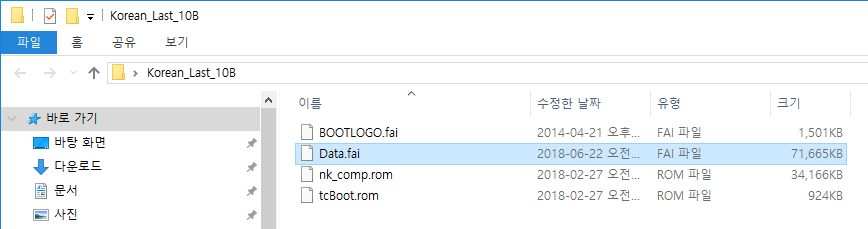 Korean_Last_10B
파일 홈 공유 보기
Korean_Last_10B
이름 수정한 날짜 유형 크기
바로 가기
바탕 화면
다운로드
문서
사진
BOOTLOGO.fai 2014-04-21 오후... FAI 파일 1,501KB
Data.fai 2018-06-22 오전... FAI 파일 71,665KB
nk_comp.rom 2018-02-27 오전... ROM 파일 34,166KB
tcBoot.rom 2018-02-27 오전... ROM 파일 924KB